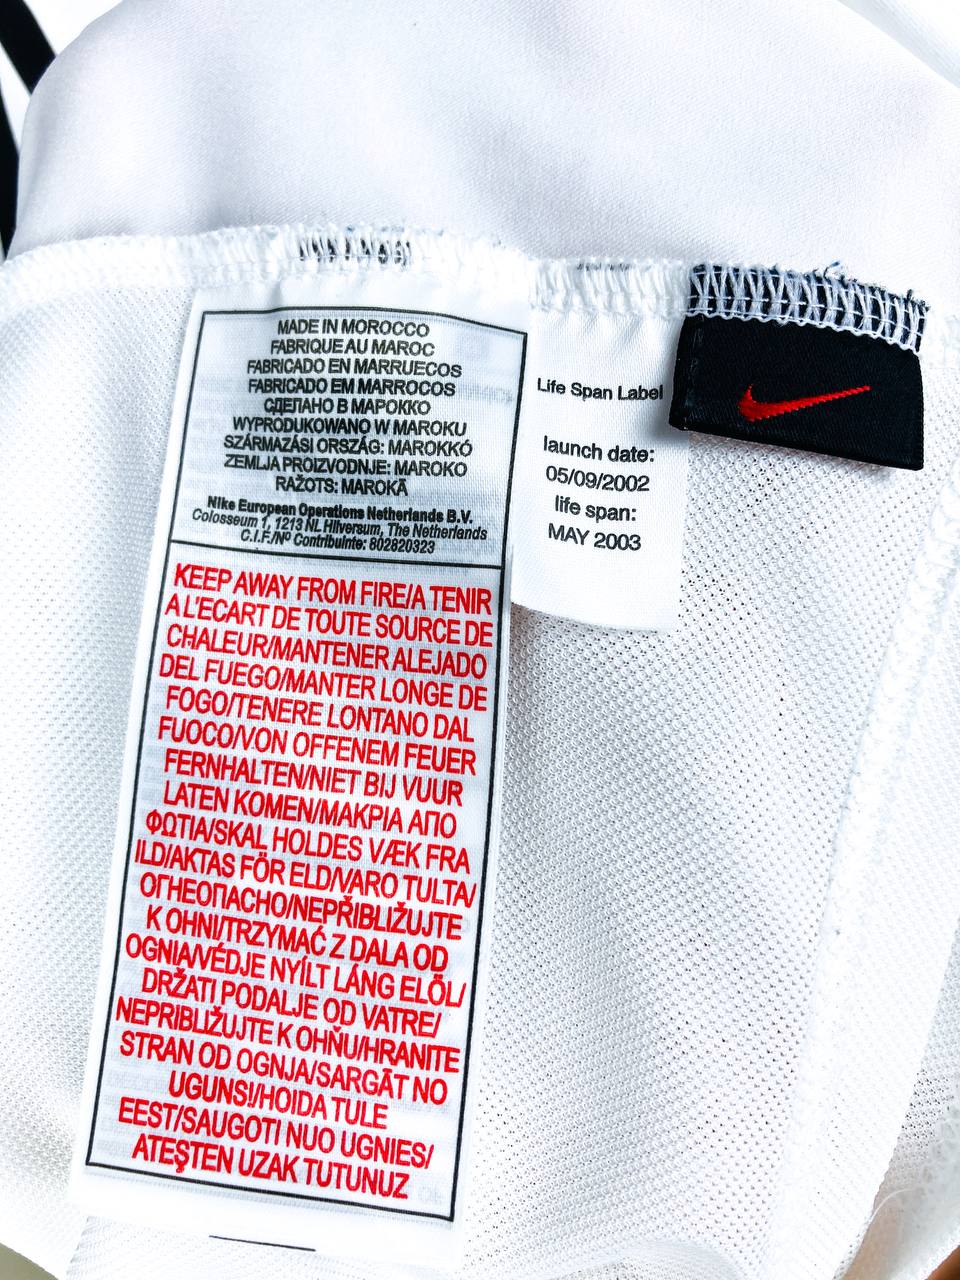 MADE IN MOROCCO
FABRIQUE AU MAROC
FABRICADO EN MARRUECOS
FABRICADO EM MARROCOS
СДЕЛАНО В МАРОККО
WYPRODUKOWANO W MAROKU
SZÁRMAZÁSI ORSZÁG: MAROKKÓ
ZEMLJA PROIZVODNJE: MAROKO
RAŽOTS: MAROKĀ
Nike European Operations Netherlands B.V.
Colosseum 1, 1213 NL Hilversum, The Netherlands
C.I.F./Nº Contribuinte: 802820323
KEEP AWAY FROM FIRE/A TENIR
A L'ECART DE TOUTE SOURCE DE
CHALEUR/MANTENER ALEJADO
DEL FUEGO/MANTER LONGE DE
FOGO/TENERE LONTANO DAL
FUOCO/VON OFFENEM FEUER
FERNHALTEN/NIET BIJ VUUR
LATEN KOMEN/ΜΑΚΡΙΑ ΑΠΟ
ΦΩΤΙΑ/SKAL HOLDES VÆK FRA
ILD/AKTAS FÖR ELD/VARO TULTA/
ОГНЕОПАСНО/NEPŘIBLIŽUJTE
K OHNI/TRZYMAĆ Z DALA OD
OGNIA/VÉDJE NYÍLT LÁNG ELŐL/
DRŽATI PODALJE OD VATRE/
NEPRIBLIŽUJTE K OHŇU/HRANITE
STRAN OD OGNJA/SARGĀT NO
UGUNS!/HOIDA TULE
EEST/SAUGOTI NUO UGNIES/
ATEŞTEN UZAK TUTUNUZ
Life Span Label
launch date:
05/09/2002
life span:
MAY 2003